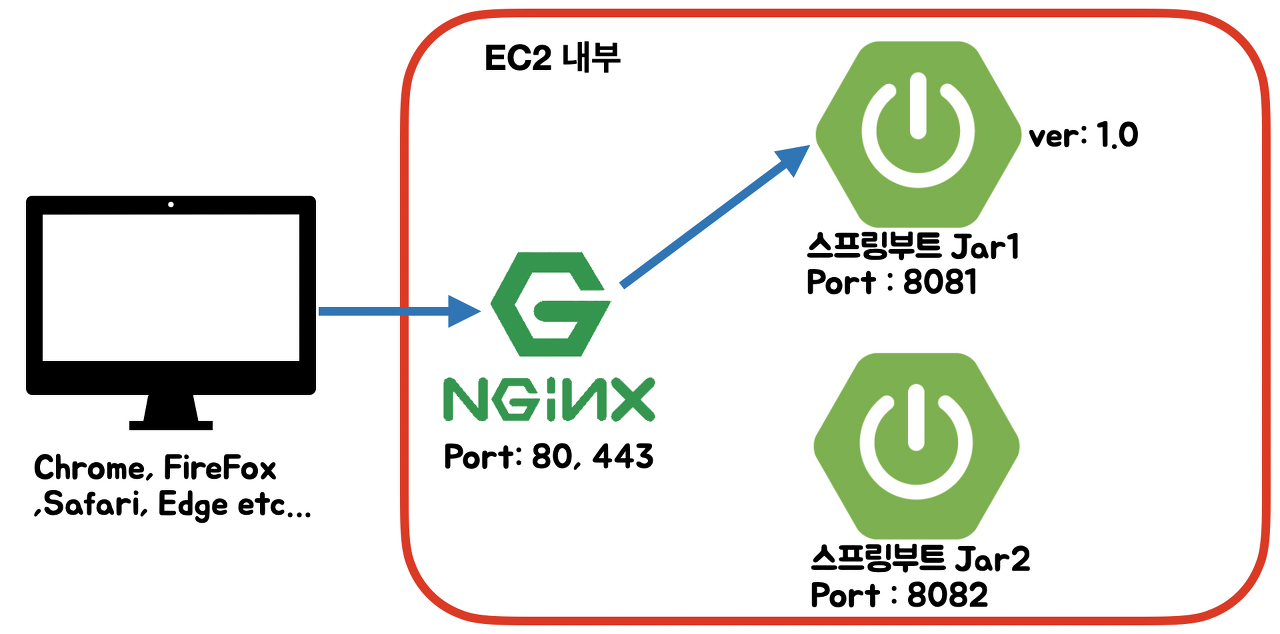 EC2 내부
ver: 1.0
스프링부트 Jar1
Port : 8081
NGiNX
Port: 80, 443
Chrome, FireFox
,Safari, Edge etc...
스프링부트 Jar2
Port : 8082